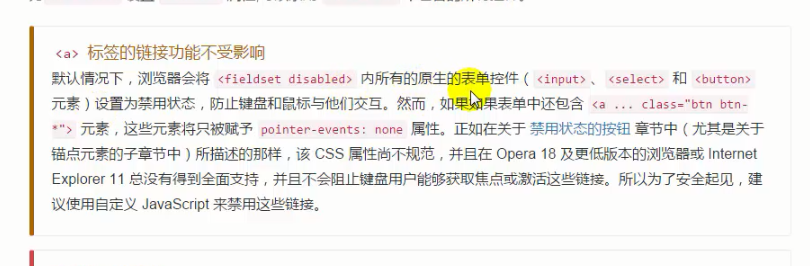 <a> 标签的链接功能不受影响
默认情况下，浏览器会将 <fieldset disabled> 内所有的原生的表单控件（<input>、<select> 和 <button>
元素）设置为禁用状态，防止键盘和鼠标与他们交互。然而，如果如果表单中还包含 <a ... class="btn btn-
*"> 元素，这些元素将只被赋予 pointer-events: none 属性。正如在关于 禁用状态的按钮 章节中（尤其是关于
锚点元素的子章节中）所描述的那样，该 CSS 属性尚不规范，并且在 Opera 18 及更低版本的浏览器或 Internet
Explorer 11 总没有得到全面支持，并且不会阻止键盘用户能够获取焦点或激活这些链接。所以为了安全起见，建
议使用自定义 JavaScript 来禁用这些链接。